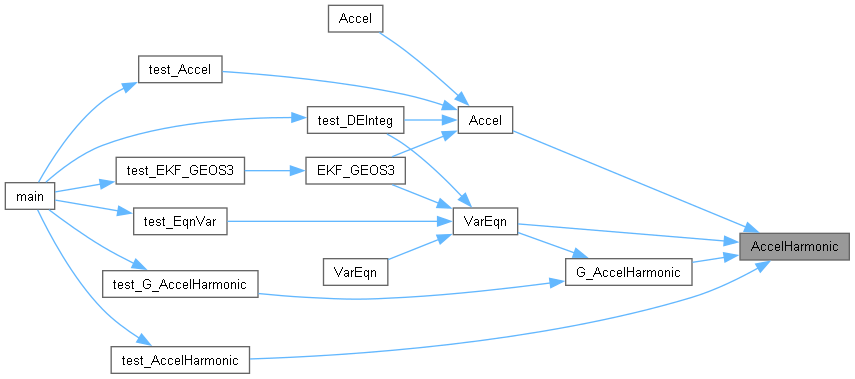 Accel
test_Accel
test_DEInteg
Accel
test_EKF_GEOS3
EKF_GEOS3
main
test_EqnVar
VarEqn
AccelHarmonic
VarEqn
G_AccelHarmonic
test_G_AccelHarmonic
test_AccelHarmonic